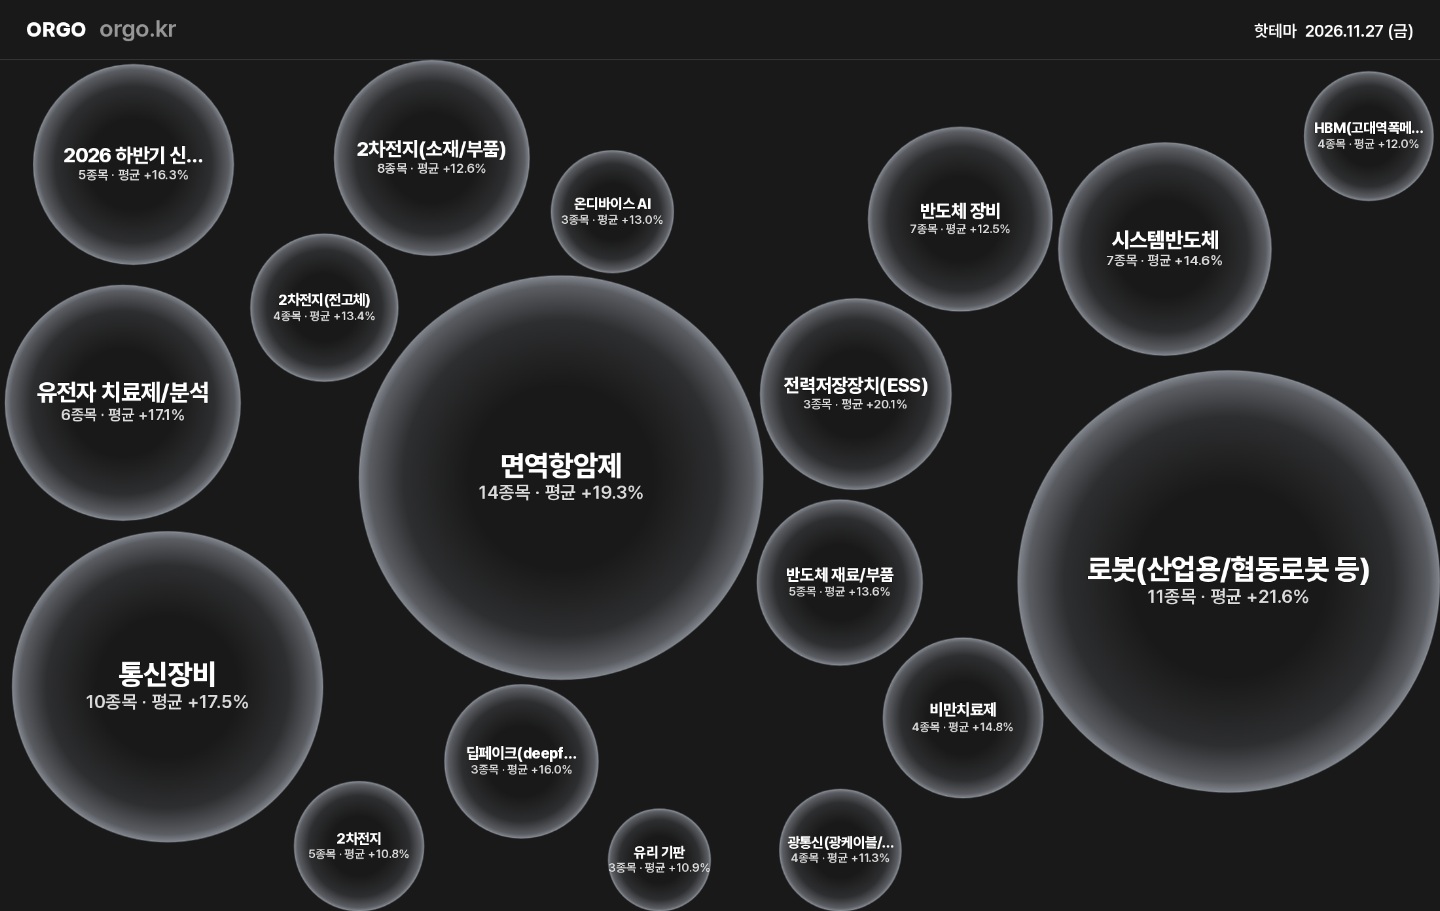 ORGO orgo.kr
핫테마 2026.11.27 (금)
2026 하반기 신...
5종목 · 평균 +16.3%
2차전지(소재/부품)
8종목 · 평균 +12.6%
온디바이스 AI
3종목 · 평균 +13.0%
반도체 장비
7종목 · 평균 +12.5%
시스템반도체
7종목 · 평균 +14.6%
HBM(고대역폭메...
4종목 · 평균 +12.0%
2차전지(전고체)
4종목 · 평균 +13.4%
유전자 치료제/분석
6종목 · 평균 +17.1%
면역항암제
14종목 · 평균 +19.3%
전력저장장치(ESS)
3종목 · 평균 +20.1%
반도체 재료/부품
5종목 · 평균 +13.6%
로봇(산업용/협동로봇 등)
11종목 · 평균 +21.6%
통신장비
10종목 · 평균 +17.5%
비만치료제
4종목 · 평균 +14.8%
딥페이크(deepf...
3종목 · 평균 +16.0%
2차전지
5종목 · 평균 +10.8%
유리 기판
3종목 · 평균 +10.9%
광통신(광케이블/...
4종목 · 평균 +11.3%